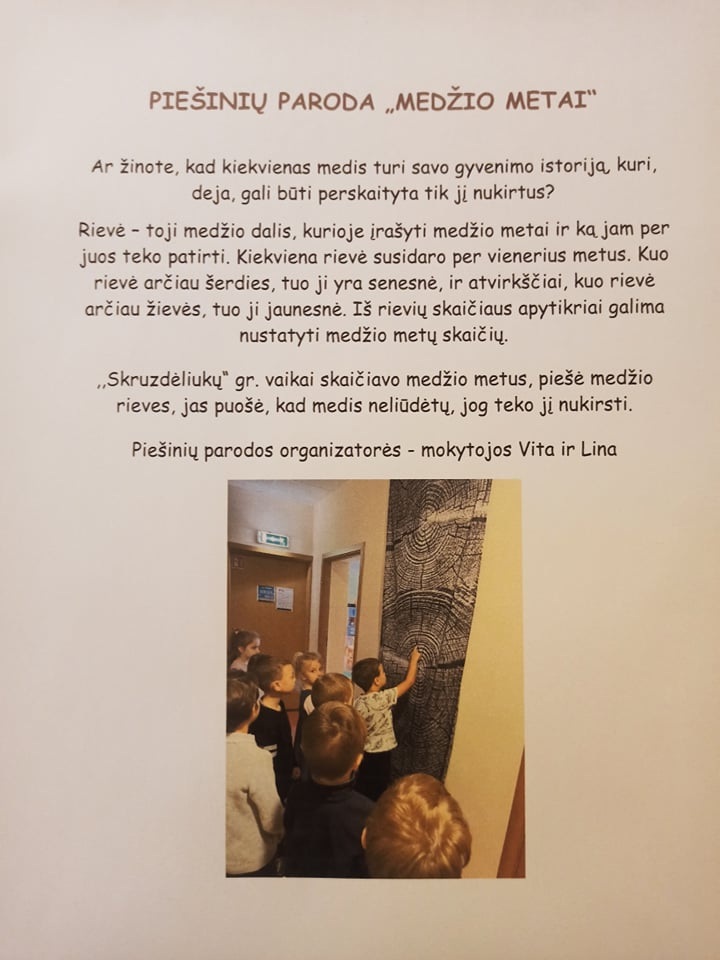 PIEŠINIŲ PARODA „MEDŽIO METAI“
Ar žinote, kad kiekvienas medis turi savo gyvenimo istoriją, kuri,
deja, gali būti perskaityta tik jį nukirtus?
Rievė – toji medžio dalis, kurioje įrašyti medžio metai ir ką jam per
juos teko patirti. Kiekviena rievė susidaro per vienerius metus. Kuo
rievė arčiau šerdies, tuo ji yra senesnė, ir atvirkščiai, kuo rievė
arčiau žievės, tuo ji jaunesnė. Iš rievių skaičiaus apytikriai galima
nustatyti medžio metų skaičių.
,,Skruzdėliukų“ gr. vaikai skaičiavo medžio metus, piešė medžio
rieves, jas puošė, kad medis neliūdėtų, jog teko jį nukirsti.
Piešinių parodos organizatorės - mokytojos Vita ir Lina